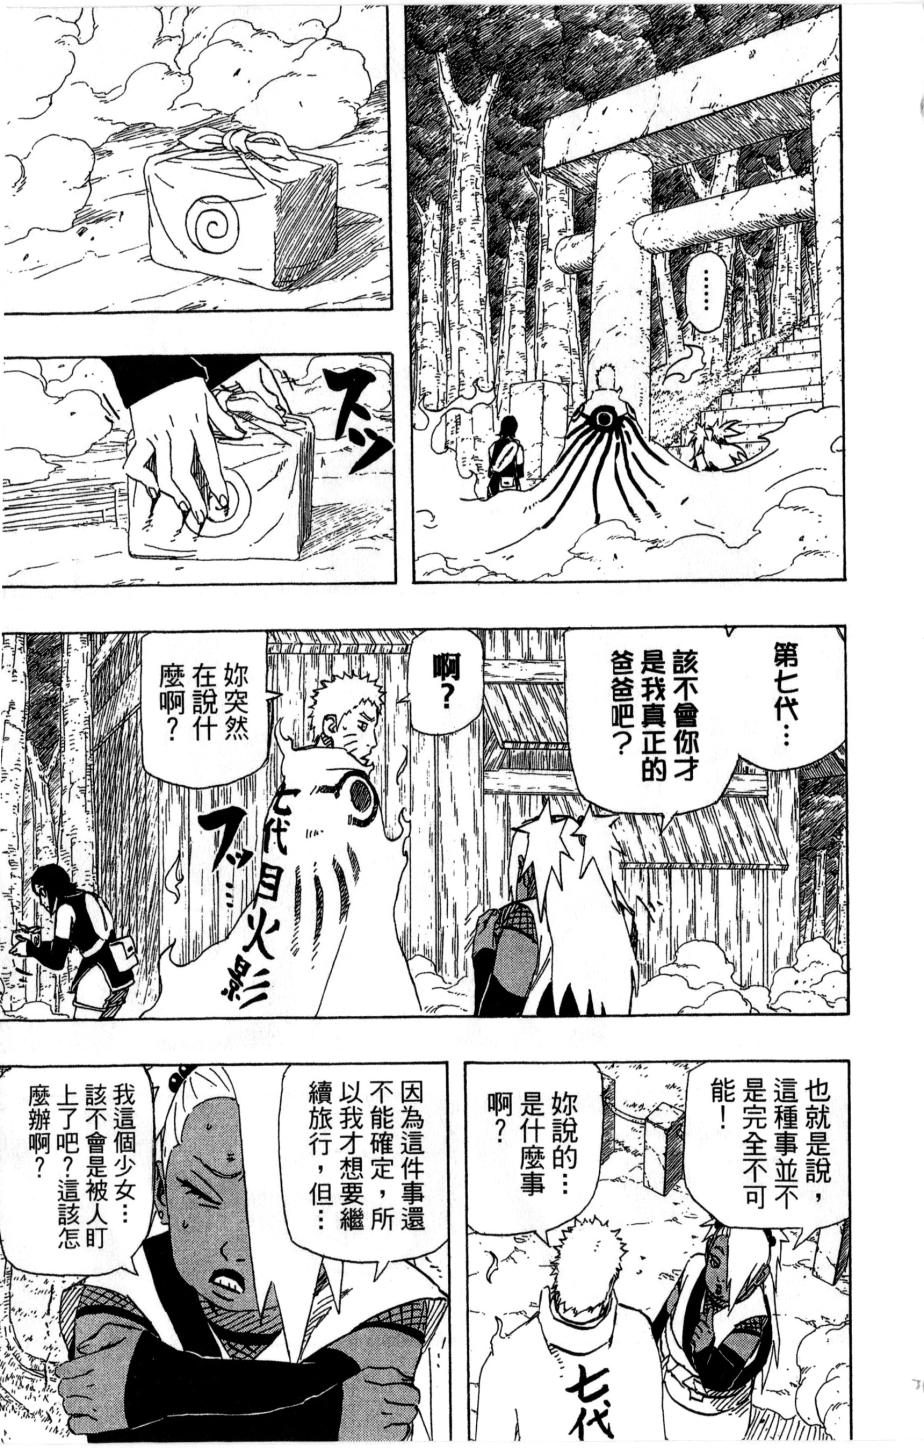 ……
スッ
第七代…
該不會你才
是我真正的
爸爸吧？
啊？
妳突然
在說什
麼啊？
フッ…
七代目火影
也就是說，
這種事並不
是完全不可
能！
妳說的…
是什麼事
啊？
七代
因為這件事還
不能確定，所
以我才想要繼
續旅行，但…
我這個少女…
該不會是被人盯
上了吧？這該怎
麼辦啊？